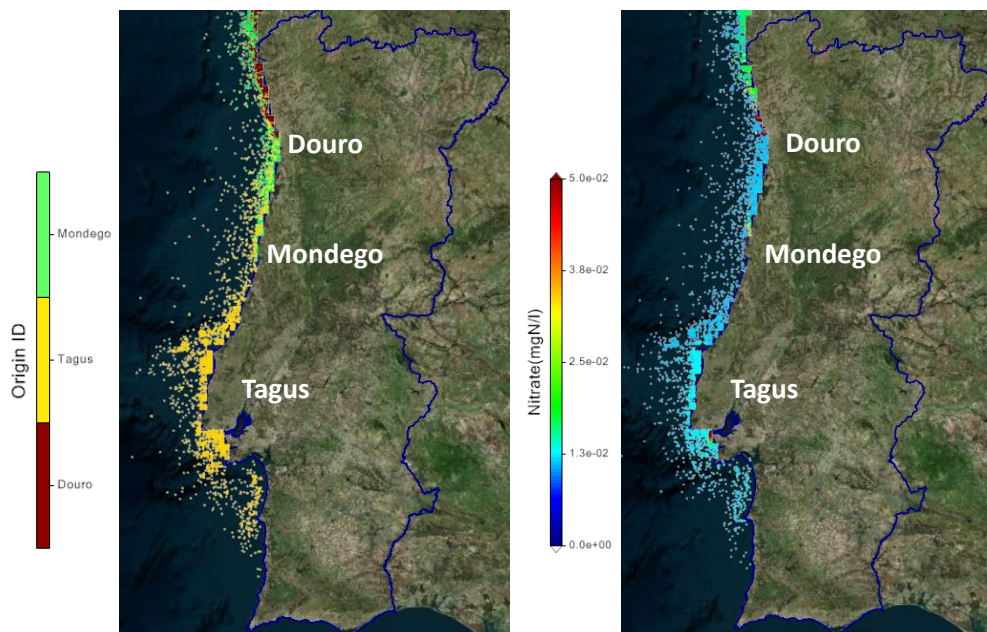 Origin ID
Mondego
Tagus
Douro
Douro
Mondego
Tagus
Nitrate(mgN/l)
5.0e-02
3.8e-02
2.5e-02
1.3e-02
0.0e+00
Douro
Mondego
Tagus